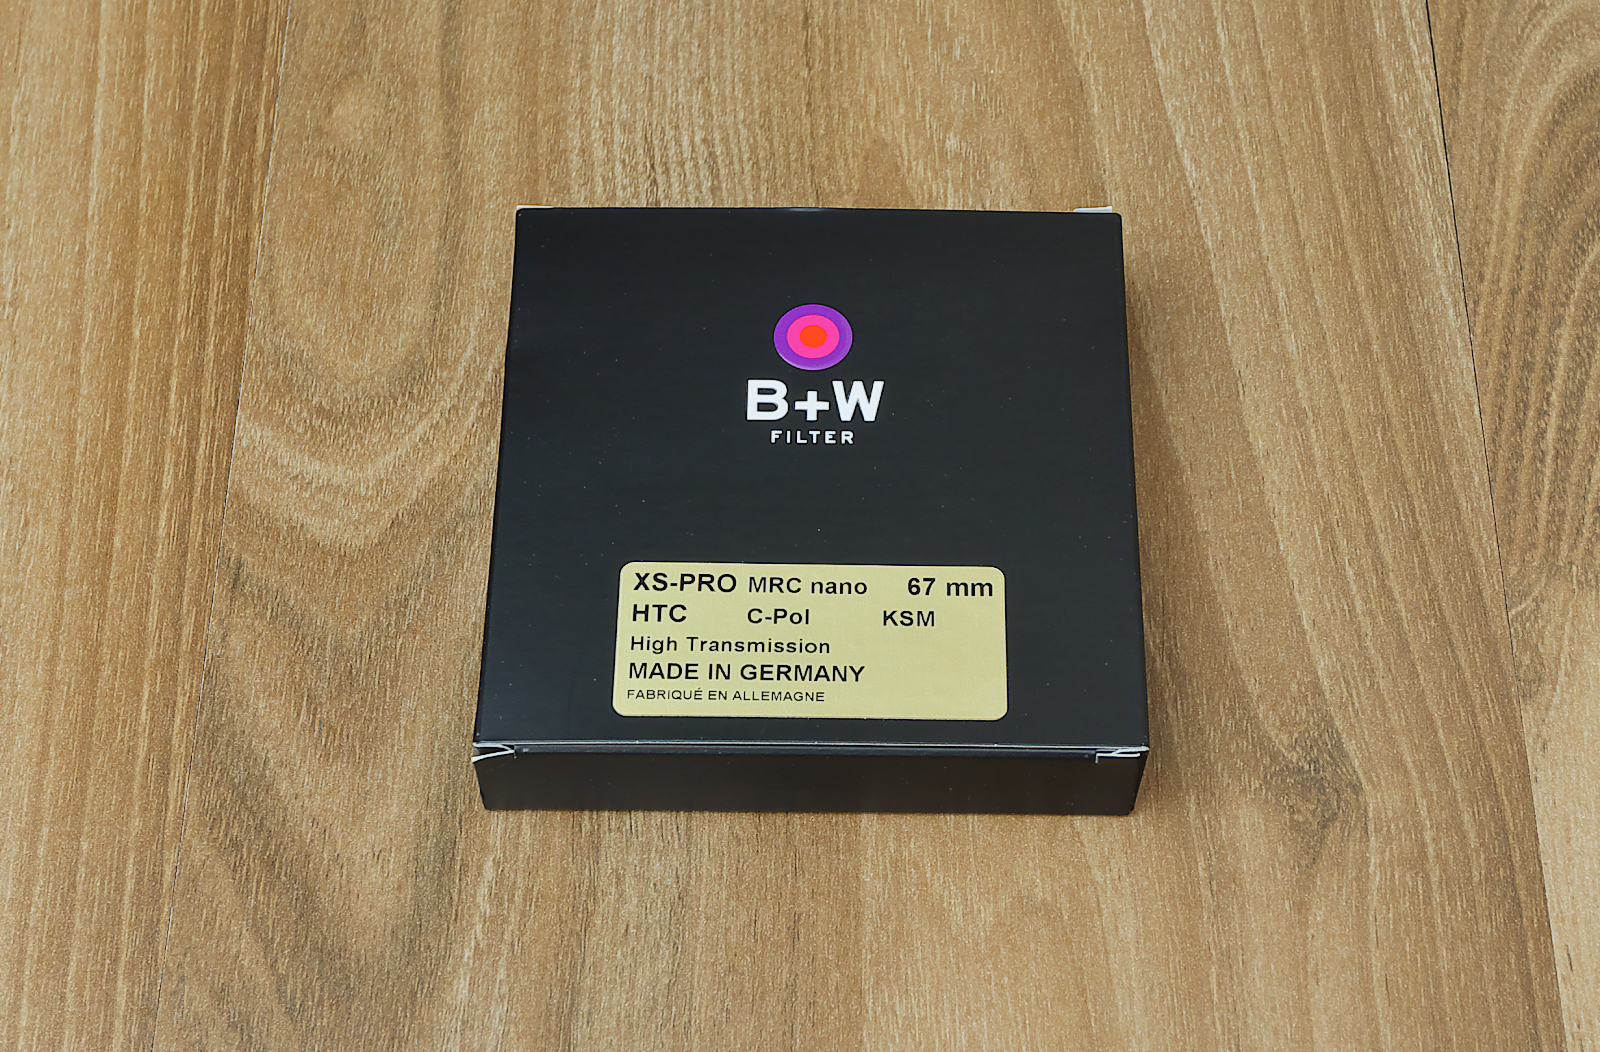 B+W
FILTER
XS-PRO MRC nano 67 mm
HTC C-Pol KSM
High Transmission
MADE IN GERMANY
FABRIQUÉ EN ALLEMAGNE